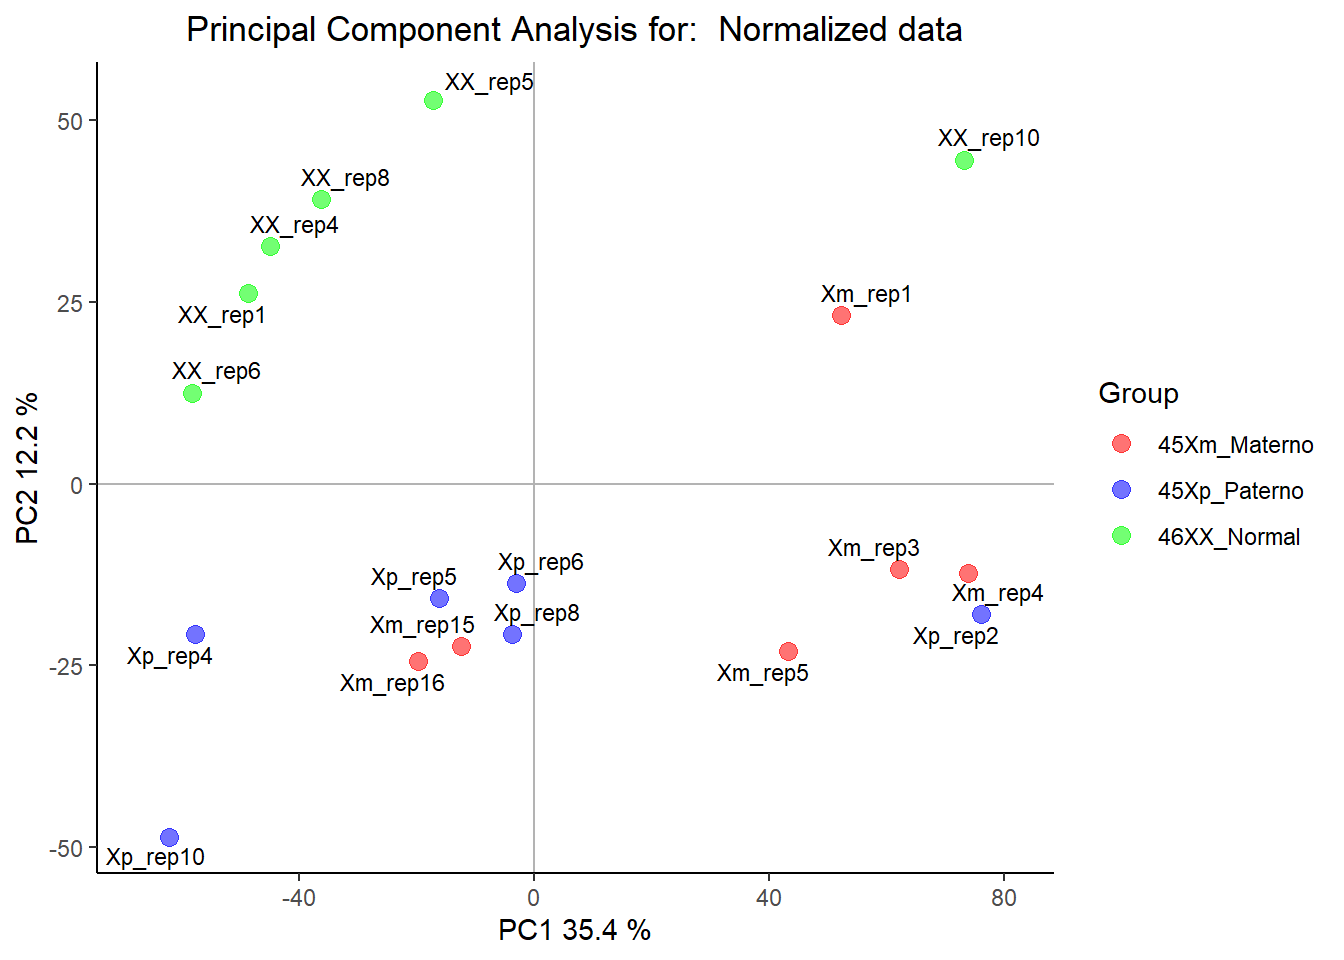 Principal Component Analysis for:  Normalized data
XX_rep5
XX_rep10
XX_rep8
XX_rep4
Xm_rep1
XX_rep1
XX_rep6
Xm_rep3
Xp_rep6
Xp_rep5
Xm_rep4
Xp_rep8
Xm_rep15
Xp_rep2
Xp_rep4
Xm_rep5
Xm_rep16
Xp_rep10
50
25
0
-25
-50
-40
0
40
80
PC1 35.4 %
PC2 12.2 %
Group
45Xm_Materno
45Xp_Paterno
46XX_Normal